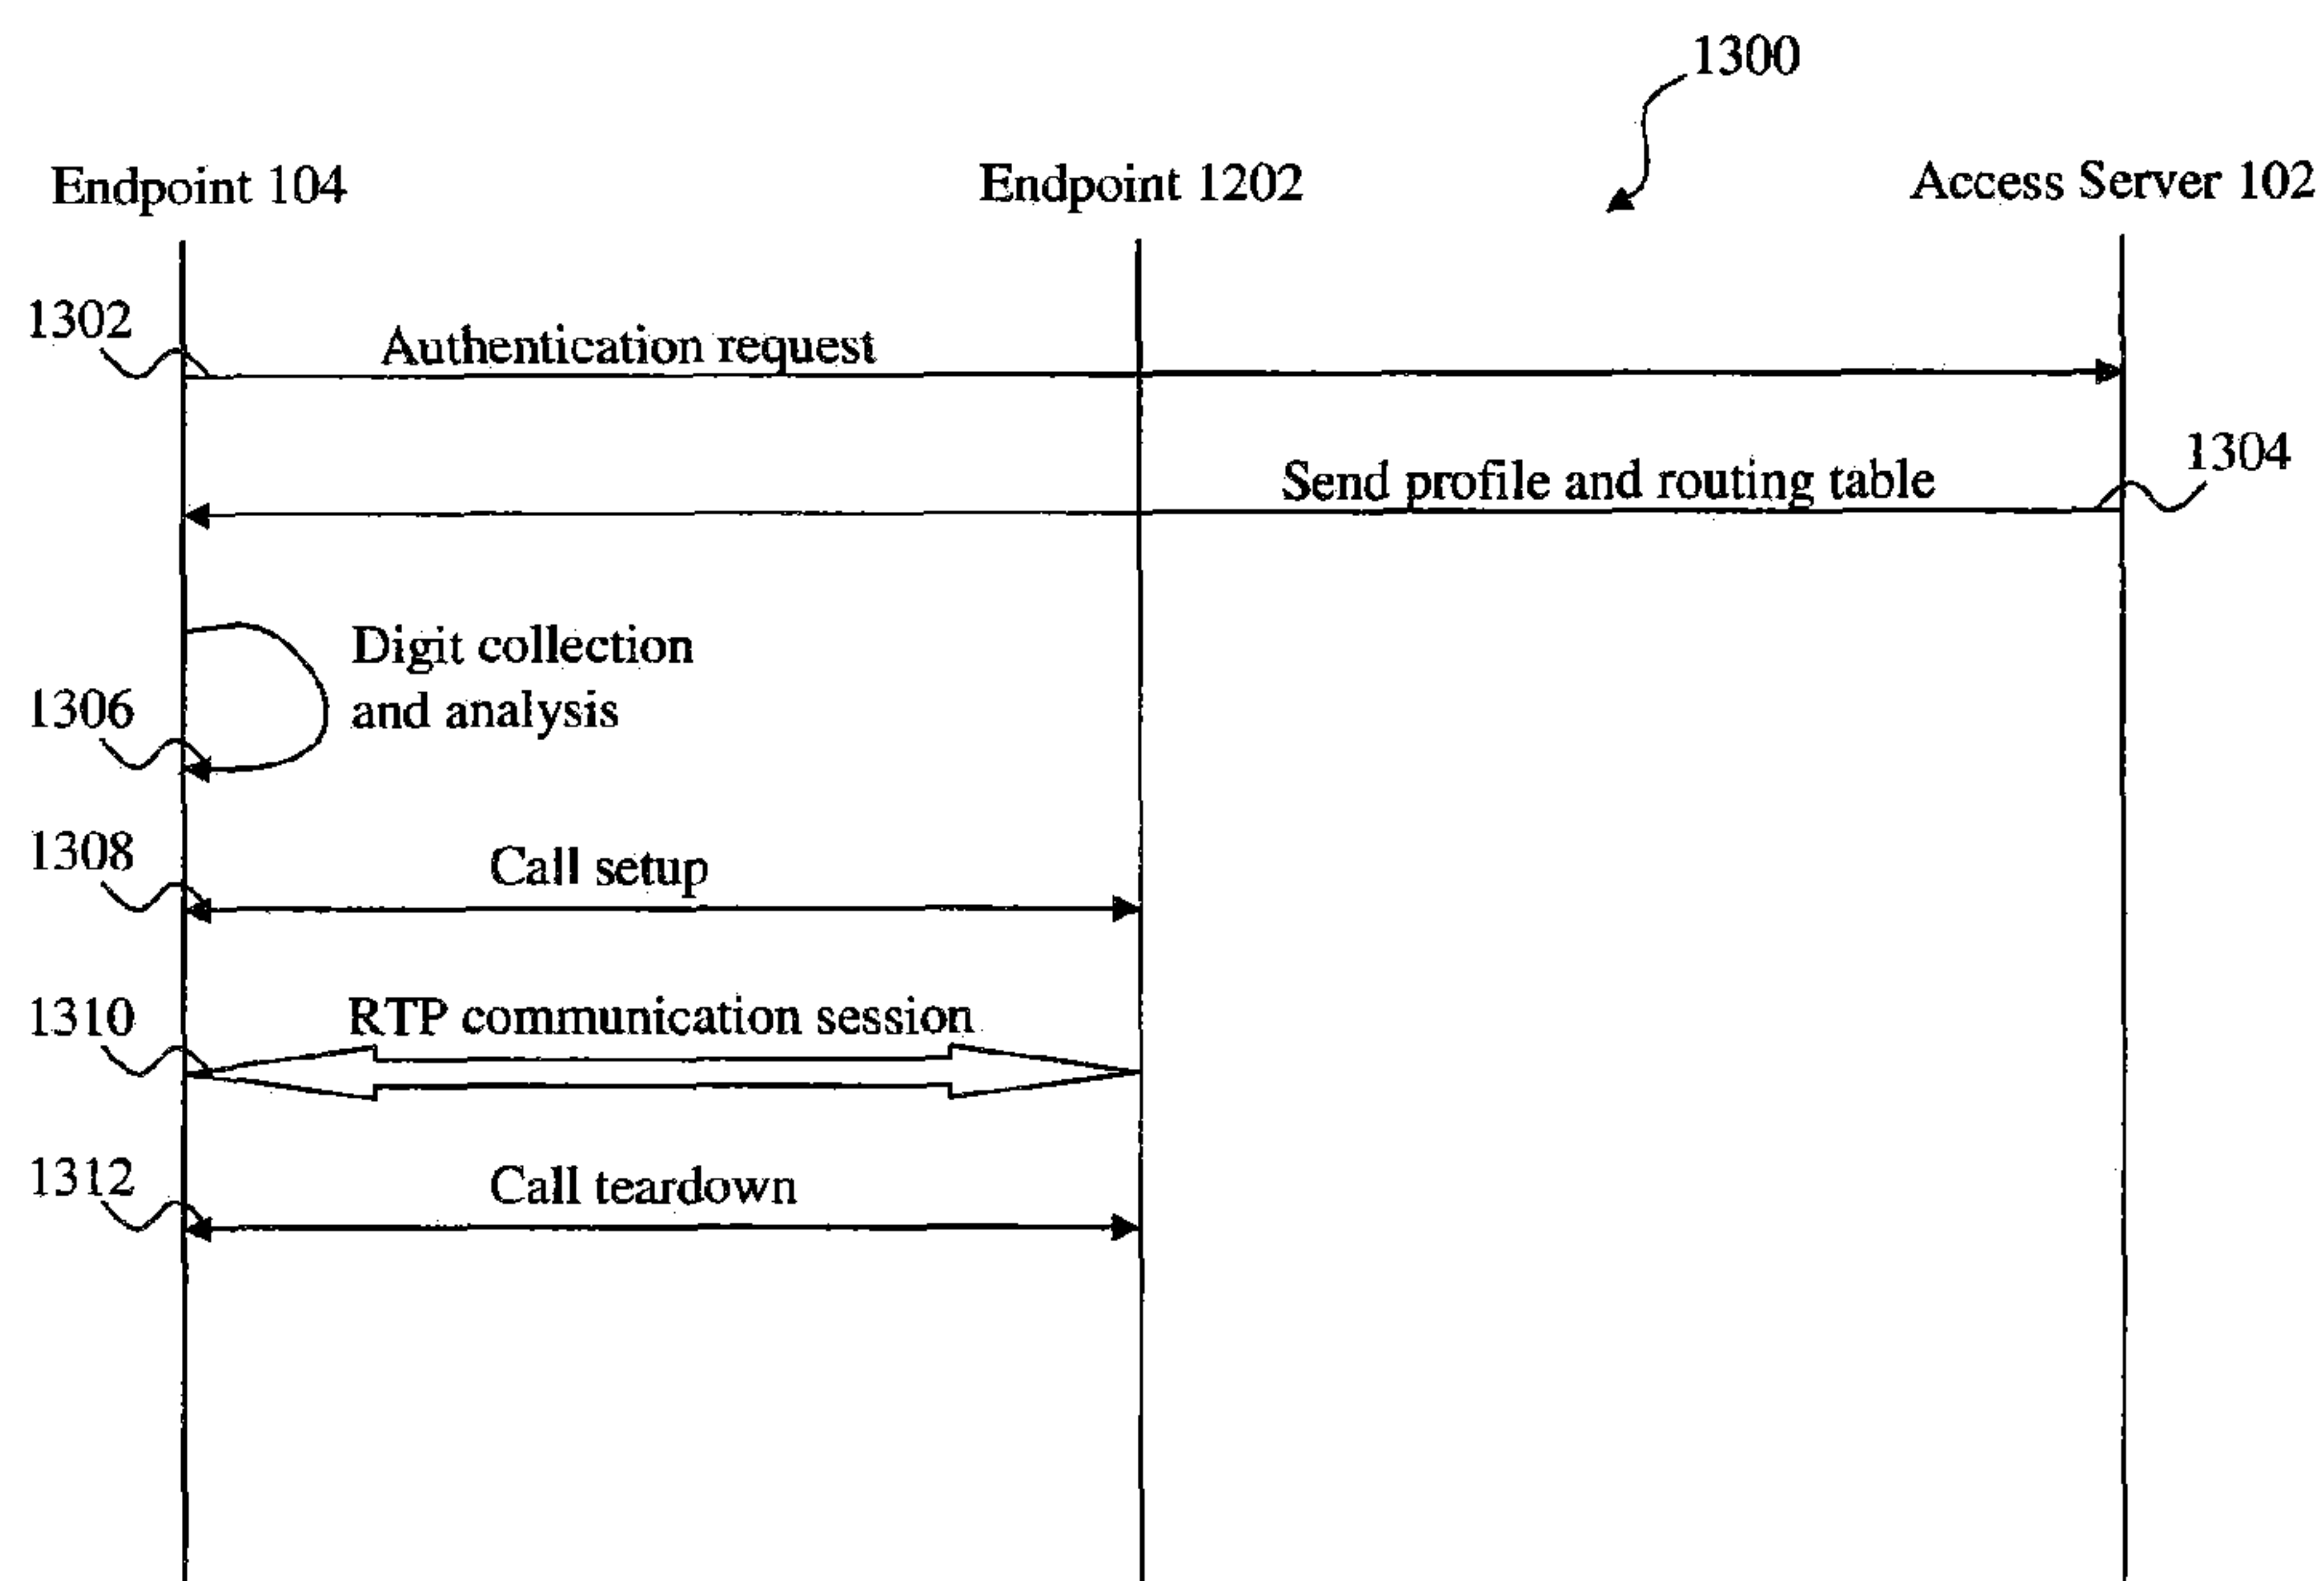 1300
Endpoint 104
Endpoint 1202
Access Server 102
1302
Authentication request
Send profile and routing table
1304
Digit collection
and analysis
1306
1308
Call setup
1310
RTP communication session
1312
Call teardown